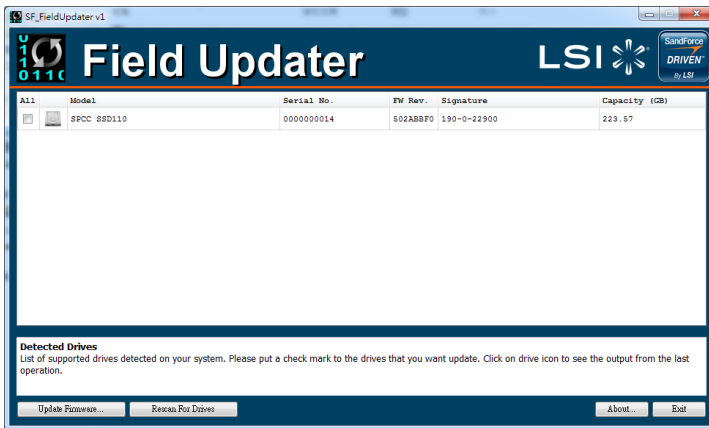 SF_FieldUpdater v1
Field Updater
LSI
SandForce
DRIVEN
By LSI
All Model Serial No. FW Rev. Signature Capacity (GB)
SPCC SSD110 0000000014 502ABBF0 190-0-22900 223.57
Detected Drives
List of supported drives detected on your system. Please put a check mark to the drives that you want update. Click on drive icon to see the output from the last
operation.
Update Firmware... Rescan For Drives About... Exit